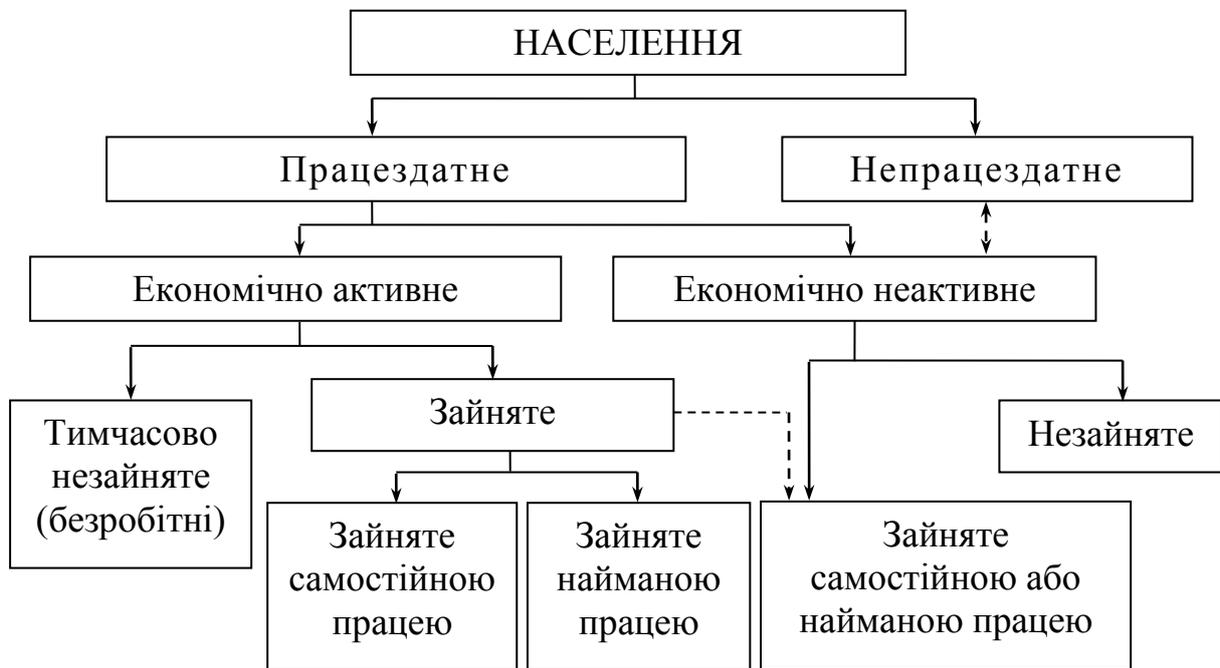 НАСЕЛЕННЯ
Працездатне
Непрацездатне
Економічно активне
Економічно неактивне
Тимчасово
незайняте
(безробітні)
Зайняте
Незайняте
Зайняте
самостійною
працею
Зайняте
найманою
працею
Зайняте
самостійною або
найманою працею